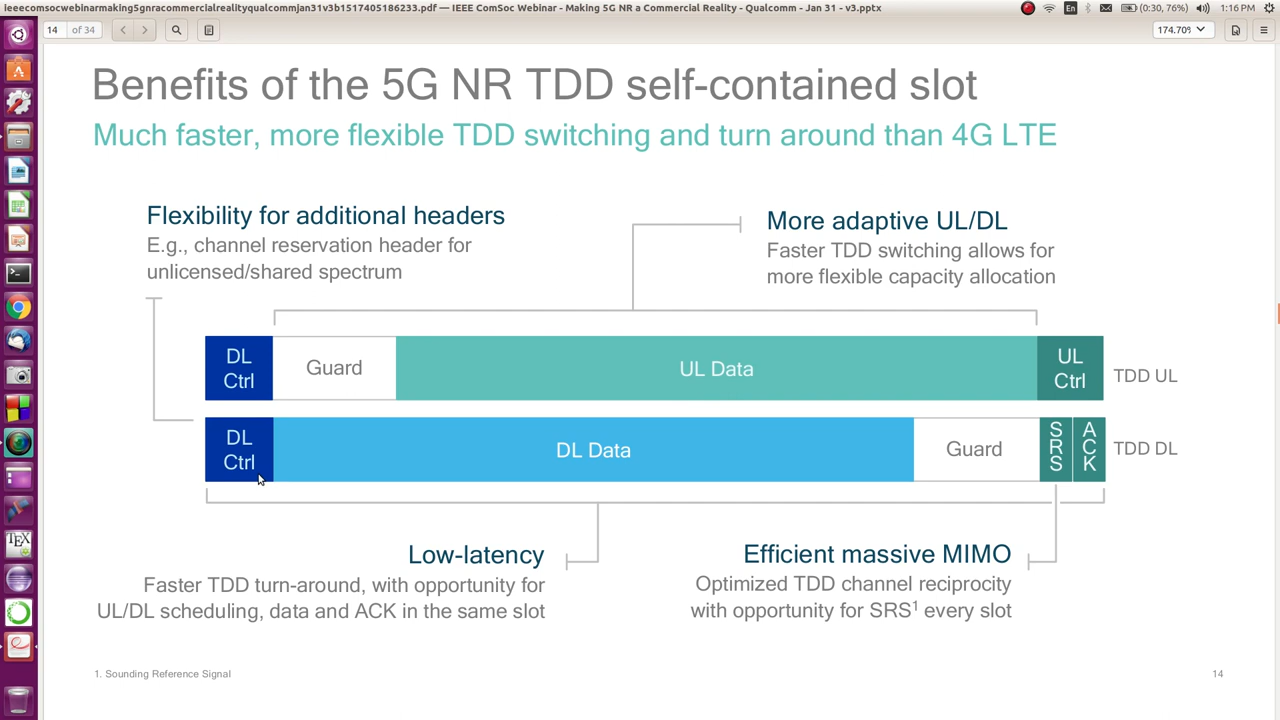 ieeecomsocwebinarmaking5gnracommercialrealityqualcommjan31v3b1517405186233.pdf — IEEE ComSoc Webinar - Making 5G NR a Commercial Reality - Qualcomm - Jan 31 - v3.pptx
En
(0:30, 76%)
1:16 PM
14
of 34
174.70%
Benefits of the 5G NR TDD self-contained slot
Much faster, more flexible TDD switching and turn around than 4G LTE
Flexibility for additional headers
E.g., channel reservation header for
unlicensed/shared spectrum
More adaptive UL/DL
Faster TDD switching allows for
more flexible capacity allocation
DL
Ctrl
Guard
UL Data
UL
Ctrl
TDD UL
DL
Ctrl
DL Data
Guard
SRS
ACK
TDD DL
Low-latency
Faster TDD turn-around, with opportunity for
UL/DL scheduling, data and ACK in the same slot
Efficient massive MIMO
Optimized TDD channel reciprocity
with opportunity for SRS1 every slot
TEX
1. Sounding Reference Signal
14